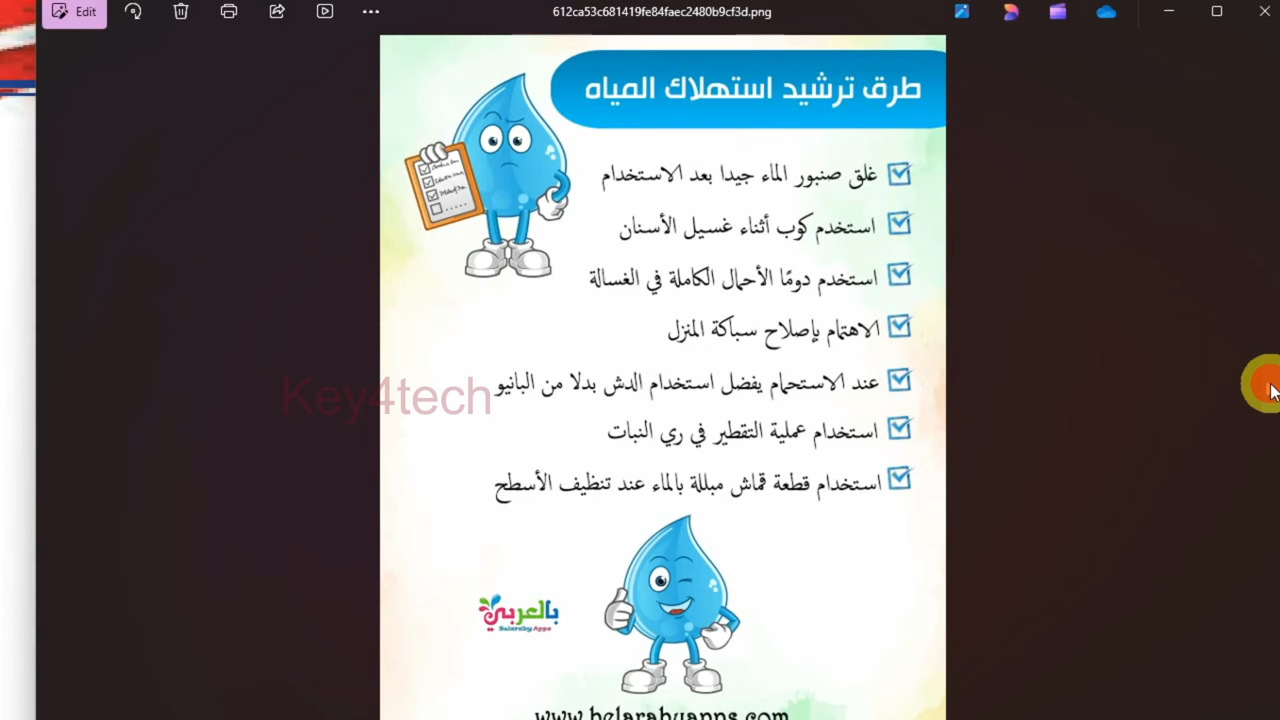 Edit
612ca53c681419fe84faec2480b9cf3d.png
طرق ترشيد استهلاك المياه
غلق صنبور الماء جيدا بعد الاستخدام
استخدم كوب أثناء غسيل الأسنان
استخدم دومًا الأحمال الكاملة في الغسالة
الاهتمام بإصلاح سباكة المنزل
عند الاستحمام يفضل استخدام الدش بدلا من البانيو
Key4tech
استخدام عملية التقطير في ري النبات
استخدام قطعة قماش مبللة بالماء عند تنظيف الأسطح
بالعربي
Belaraby Apps
www.belarabyapps.com